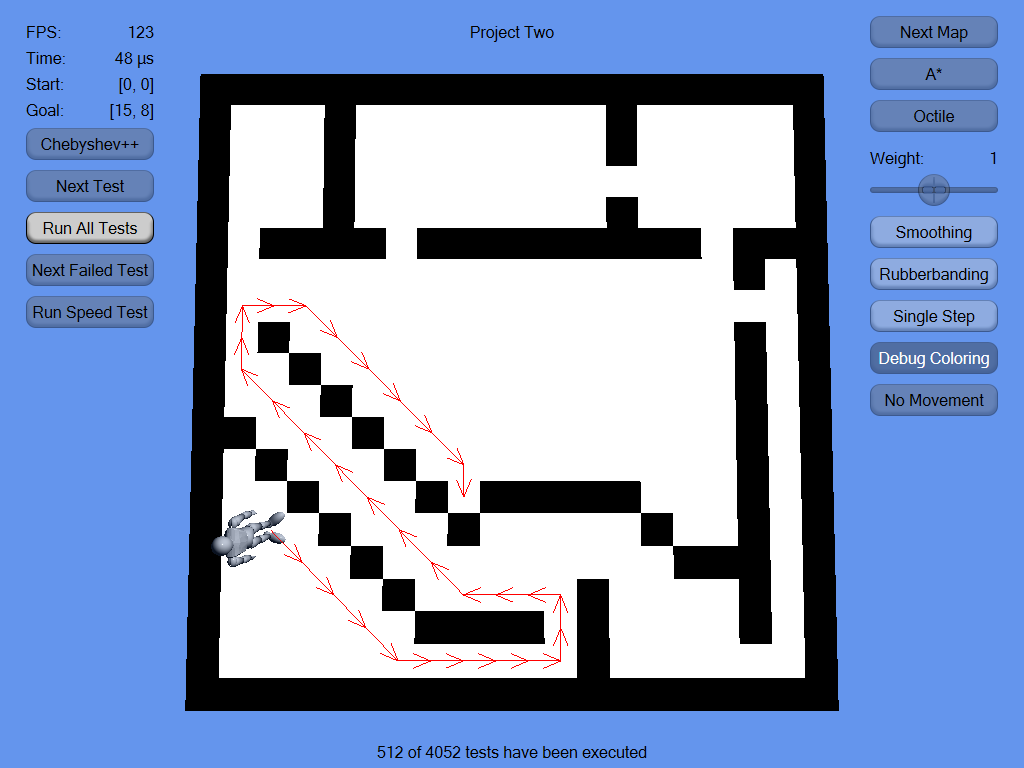 FPS: 123
Time: 48 µs
Start: [0, 0]
Goal: [15, 8]
Chebyshev++
Next Test
Run All Tests
Next Failed Test
Run Speed Test
Project Two
Next Map
A*
Octile
Weight: 1
Smoothing
Rubberbanding
Single Step
Debug Coloring
No Movement
512 of 4052 tests have been executed